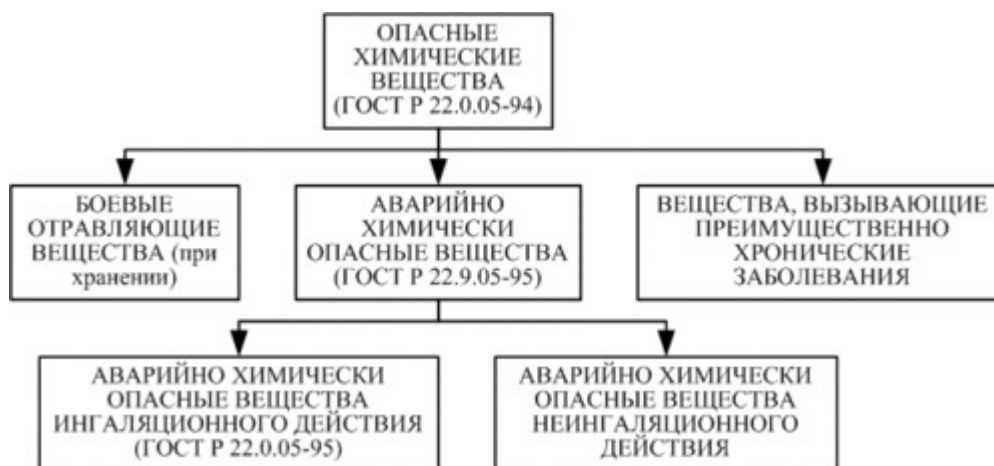 ОПАСНЫЕ
ХИМИЧЕСКИЕ
ВЕЩЕСТВА
(ГОСТ Р 22.0.05-94)
БОЕВЫЕ
ОТРАВЛЯЮЩИЕ
ВЕЩЕСТВА (при
хранении)
АВАРИЙНО
ХИМИЧЕСКИ
ОПАСНЫЕ ВЕЩЕСТВА
(ГОСТ Р 22.9.05-95)
ВЕЩЕСТВА, ВЫЗЫВАЮЩИЕ
ПРЕИМУЩЕСТВЕННО
ХРОНИЧЕСКИЕ
ЗАБОЛЕВАНИЯ
АВАРИЙНО ХИМИЧЕСКИ
ОПАСНЫЕ ВЕЩЕСТВА
ИНГАЛЯЦИОННОГО ДЕЙСТВИЯ
(ГОСТ Р 22.0.05-95)
АВАРИЙНО ХИМИЧЕСКИ
ОПАСНЫЕ ВЕЩЕСТВА
НЕИНГАЛЯЦИОННОГО
ДЕЙСТВИЯ